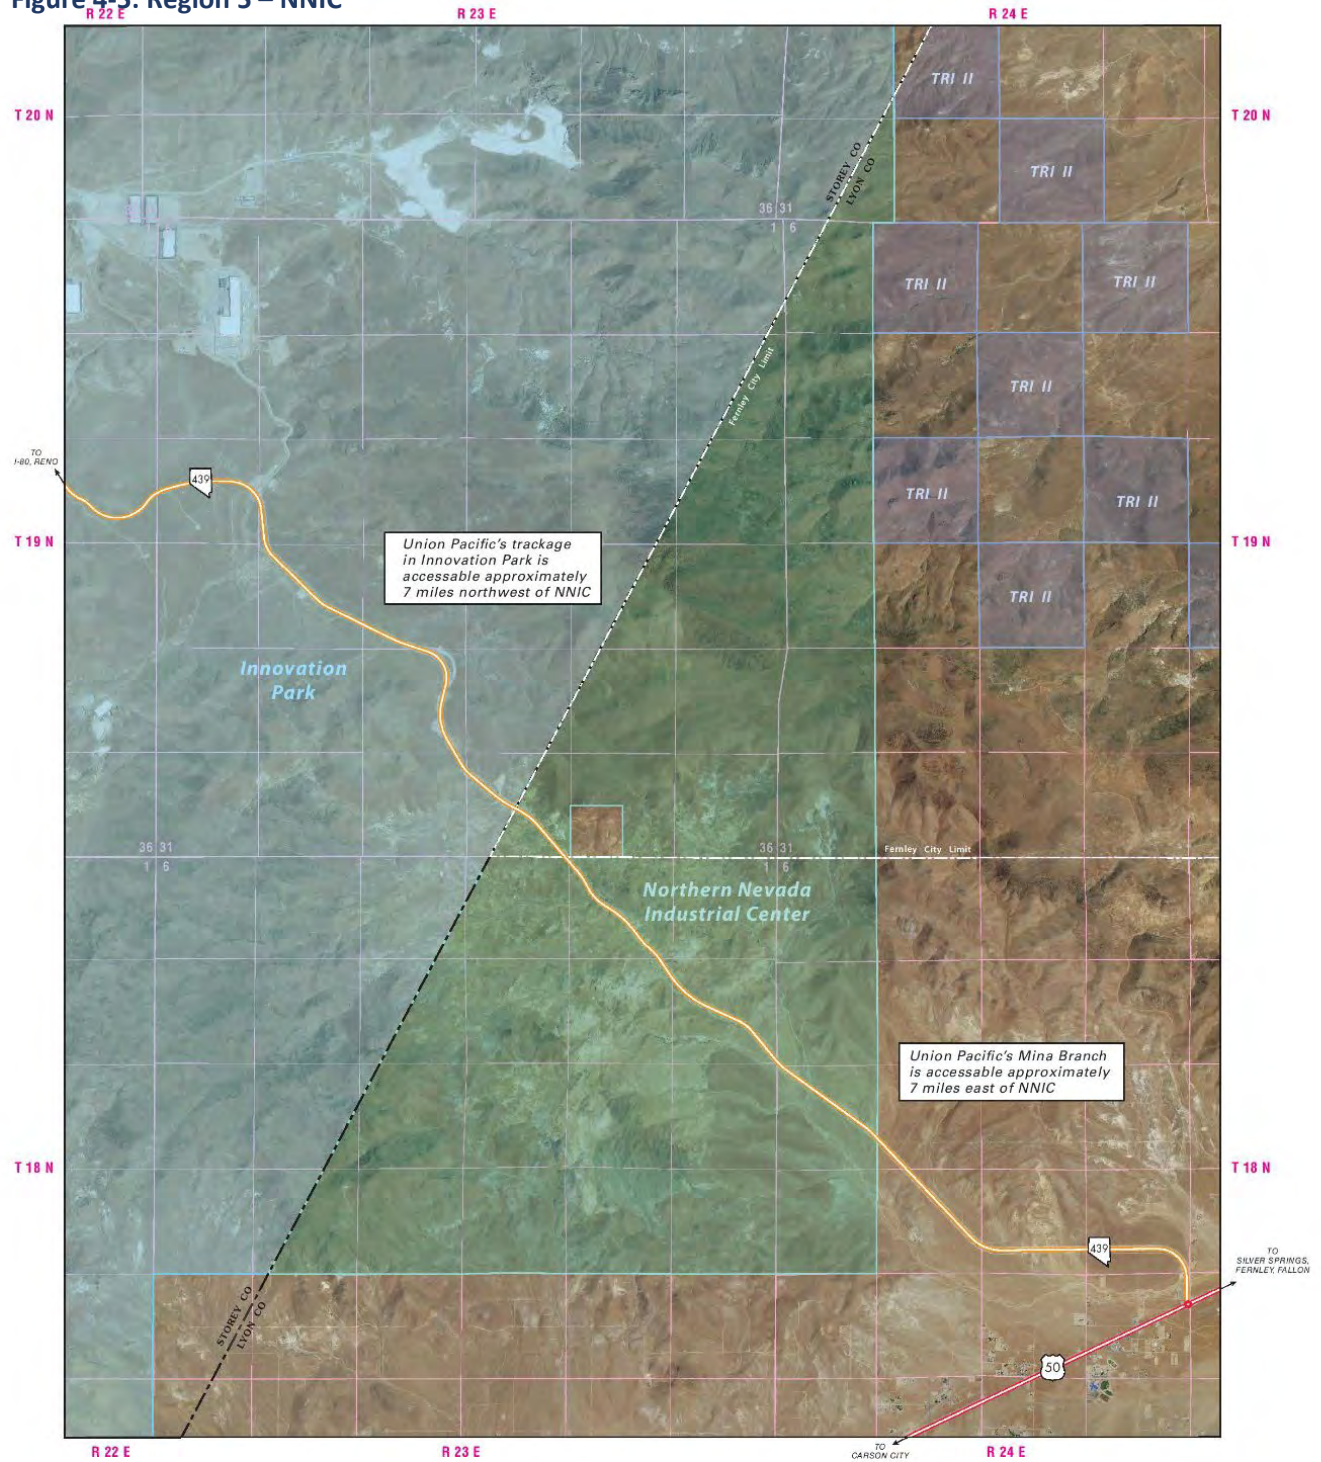 Figure 4-5: Region 5 – NNIC
R 22 E
R 23 E
R 24 E
TRI II
T 20 N
T 20 N
STOREY CO
LYON CO
TRI II
36 31
1 6
TRI II
TRI II
Fernley City Limit
TRI II
TO
I-80, RENO
439
TRI II
TRI II
T 19 N
T 19 N
Union Pacific's trackage
in Innovation Park is
accessable approximately
7 miles northwest of NNIC
TRI II
Innovation
Park
36 31
1 6
36 31
1 6
Fernley City Limit
Northern Nevada
Industrial Center
Union Pacific's Mina Branch
is accessable approximately
7 miles east of NNIC
T 18 N
T 18 N
439
TO
SILVER SPRINGS,
FERNLEY, FALLON
STOREY CO
LYON CO
50
TO
CARSON CITY
R 22 E
R 23 E
R 24 E